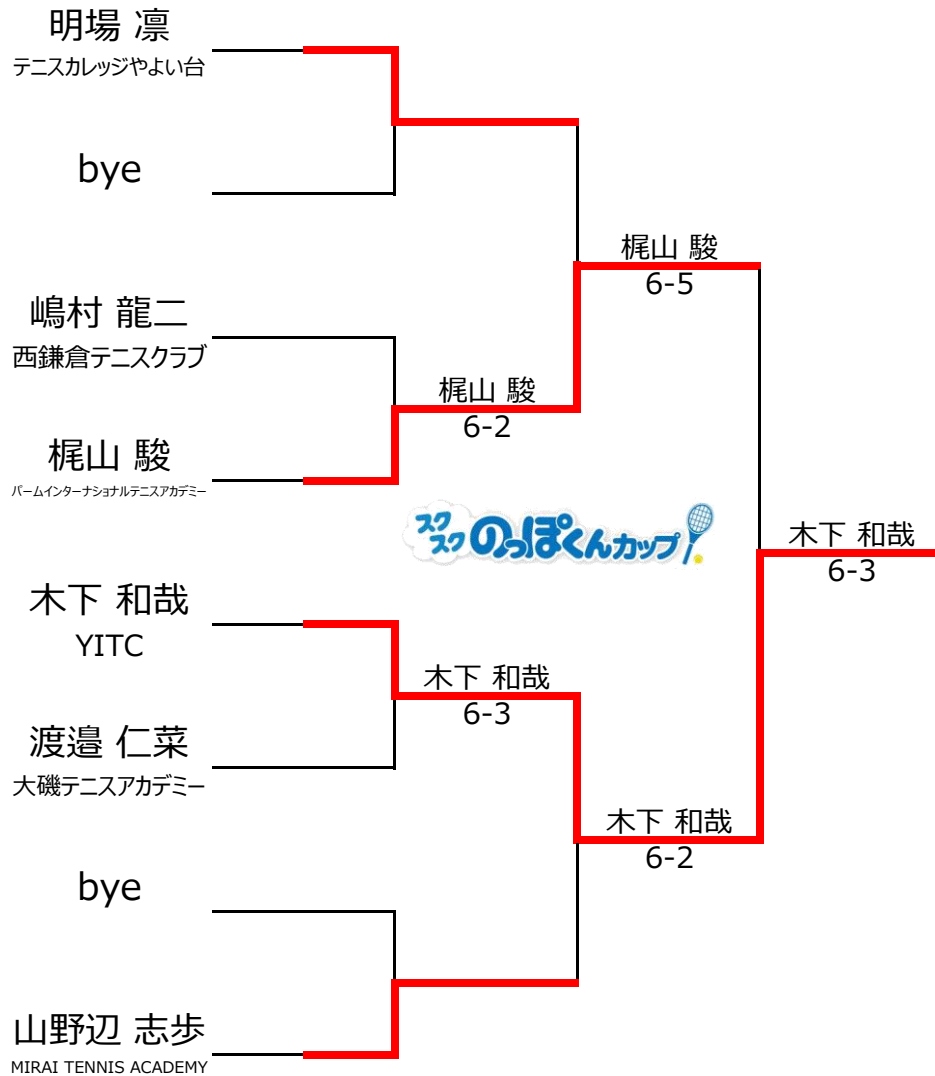 明場 凛
テニスカレッジやよい台
bye
梶山 駿
6-5
嶋村 龍二
西鎌倉テニスクラブ
梶山 駿
6-2
梶山 駿
パームインターナショナルテニスアカデミー
スクスクのっぽくんカップ
木下 和哉
6-3
木下 和哉
YITC
木下 和哉
6-3
渡邉 仁菜
大磯テニスアカデミー
木下 和哉
6-2
bye
山野辺 志歩
MIRAI TENNIS ACADEMY